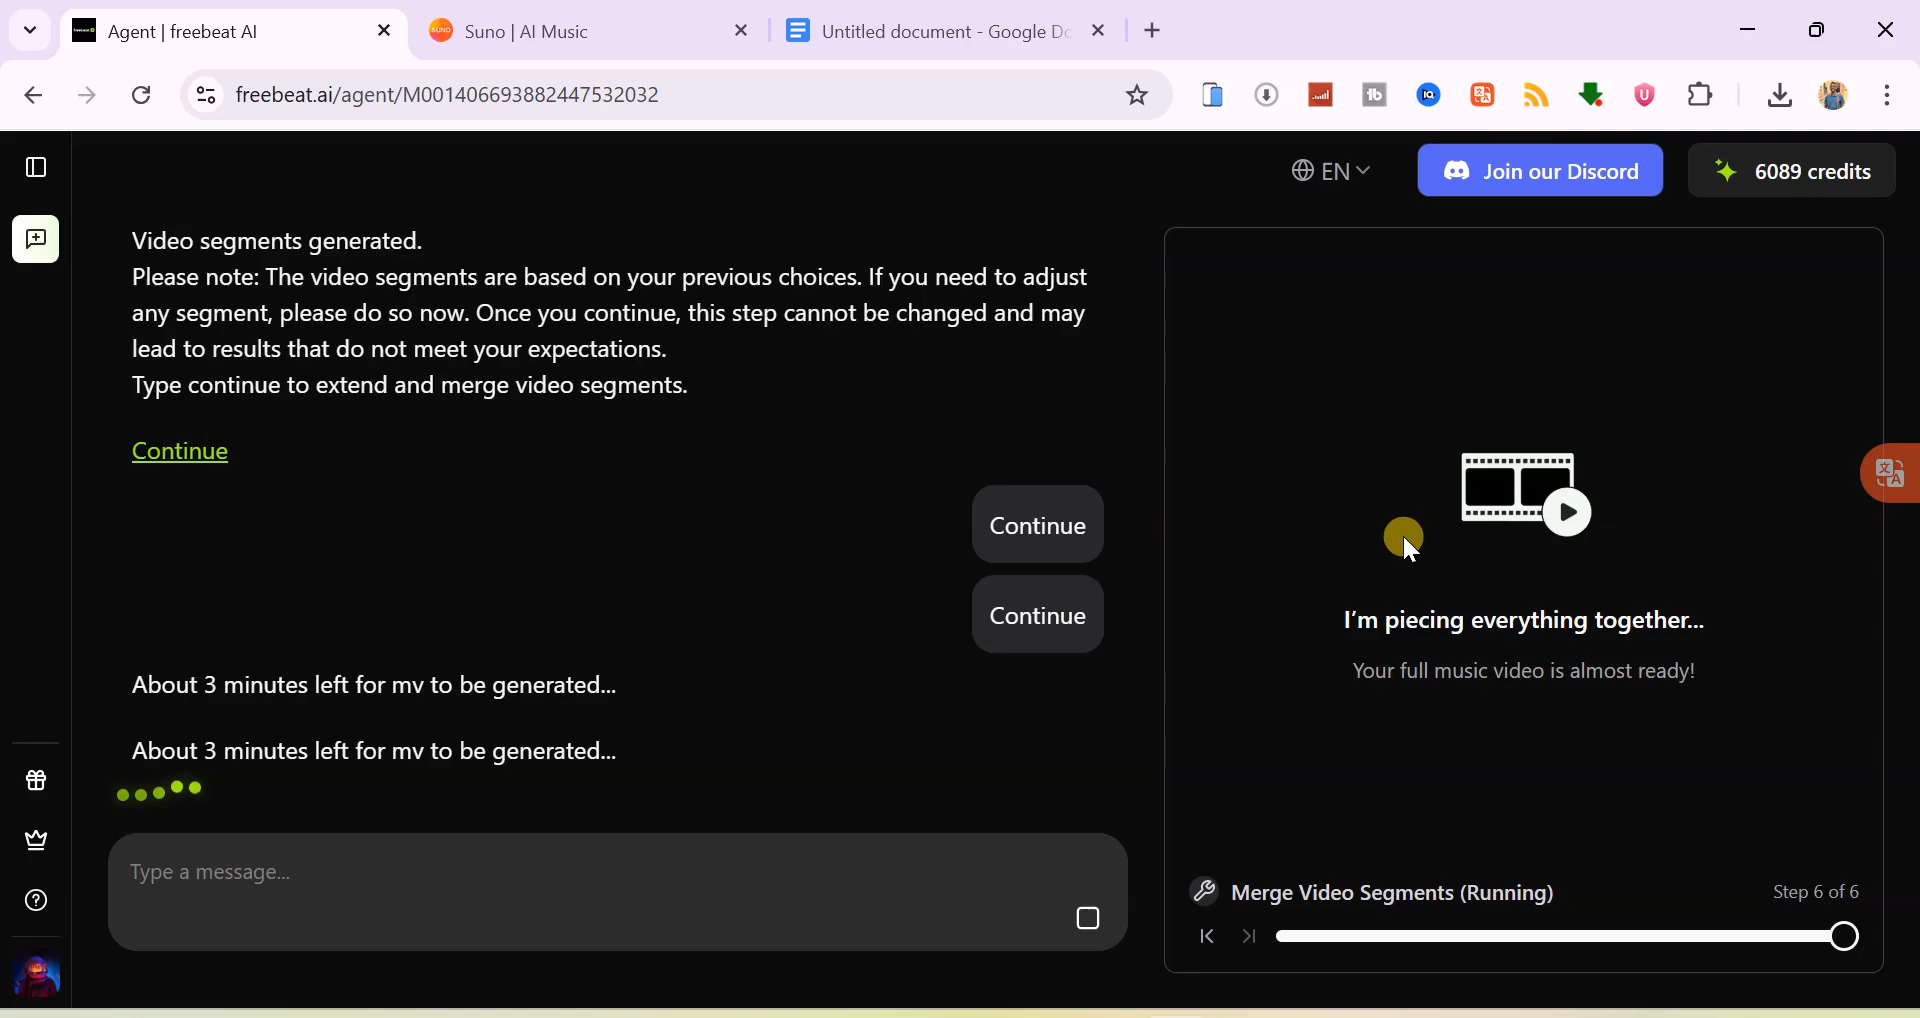 Agent | freebeat AI
Suno | AI Music
Untitled document - Google Do
freebeat.ai/agent/M001406693882447532032
EN
Join our Discord
6089 credits
Video segments generated.
Please note: The video segments are based on your previous choices. If you need to adjust
any segment, please do so now. Once you continue, this step cannot be changed and may
lead to results that do not meet your expectations.
Type continue to extend and merge video segments.
Continue
Continue
Continue
About 3 minutes left for mv to be generated...
About 3 minutes left for mv to be generated...
Type a message...
I'm piecing everything together...
Your full music video is almost ready!
Merge Video Segments (Running)
Step 6 of 6